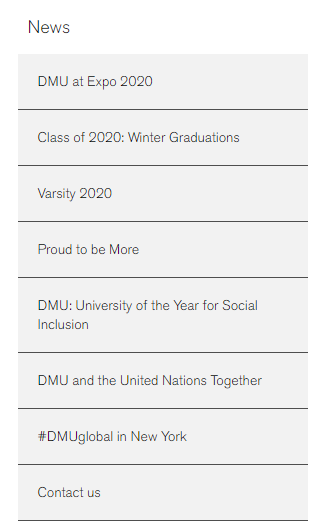 News
DMU at Expo 2020
Class of 2020: Winter Graduations
Varsity 2020
Proud to be More
DMU: University of the Year for Social
Inclusion
DMU and the United Nations Together
#DMUglobal in New York
Contact us